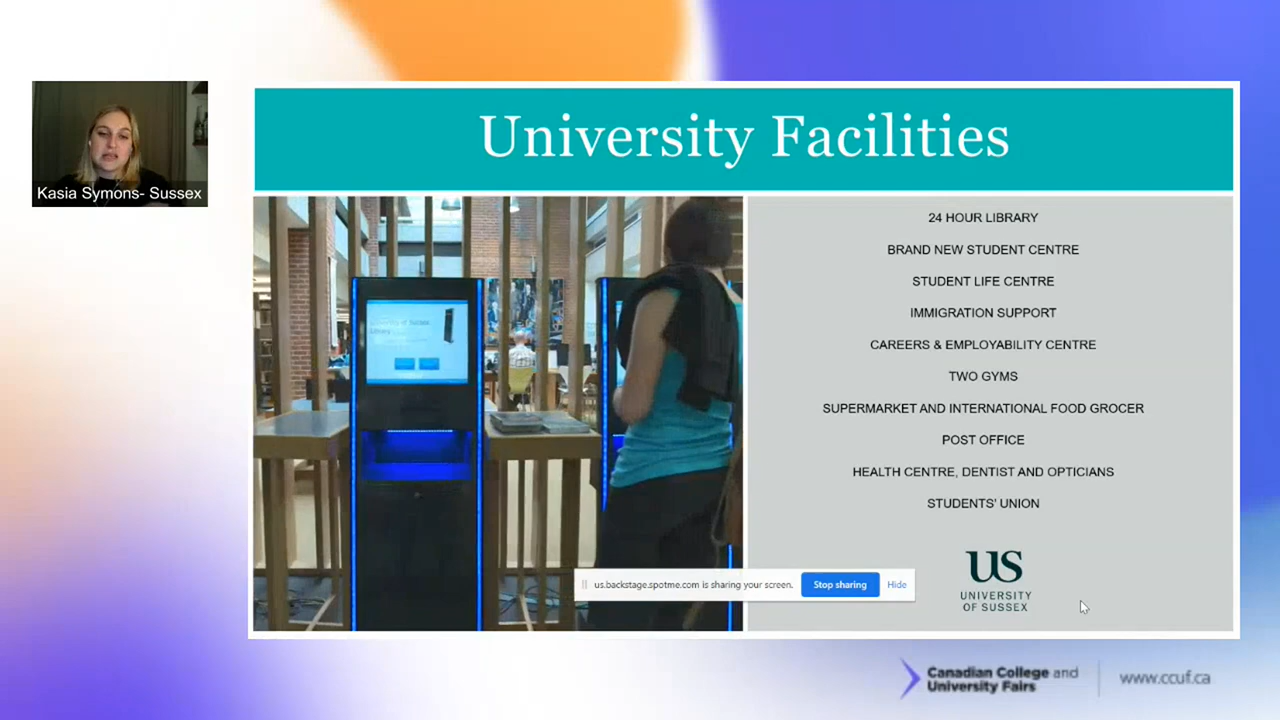 University Facilities
Kasia Symons- Sussex
24 HOUR LIBRARY
BRAND NEW STUDENT CENTRE
STUDENT LIFE CENTRE
IMMIGRATION SUPPORT
CAREERS & EMPLOYABILITY CENTRE
TWO GYMS
SUPERMARKET AND INTERNATIONAL FOOD GROCER
POST OFFICE
HEALTH CENTRE, DENTIST AND OPTICIANS
STUDENTS' UNION
us.backstage.spotme.com is sharing your screen. Stop sharing Hide
US
UNIVERSITY
OF SUSSEX
Canadian College and
University Fairs
www.ccuf.ca